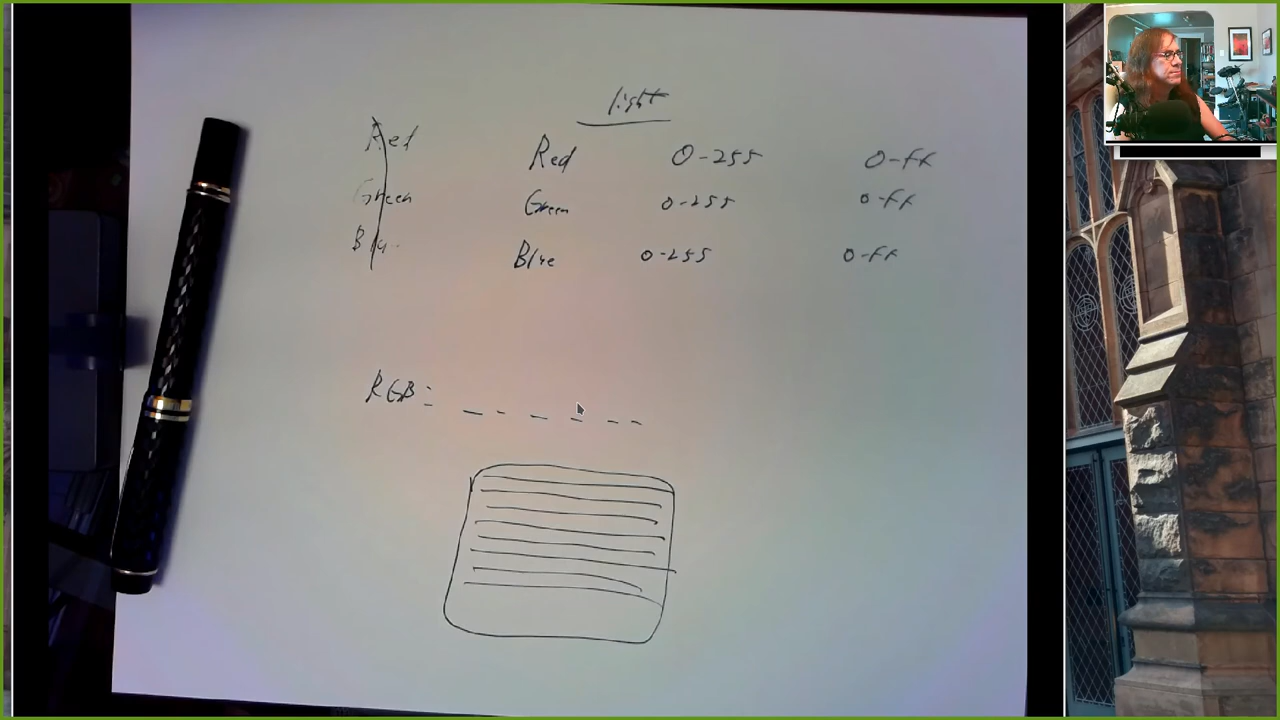 light
Red
Green
Red 0-255 0-FF
Green 0-255 0-FF
Blue 0-255 0-FF
RGB: